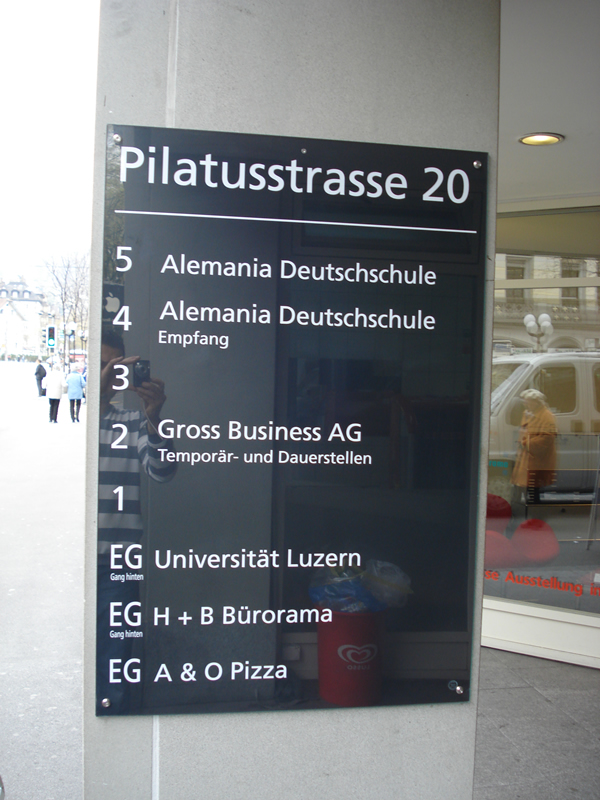 Pilatusstrasse 20
5 Alemania Deutschschule
4 Alemania Deutschschule
Empfang
3
2 Gross Business AG
Temporär- und Dauerstellen
1
EG Universität Luzern
Gang hinten
EG H + B Bürorama
Gang hinten
EG A & O Pizza
Ausstellung